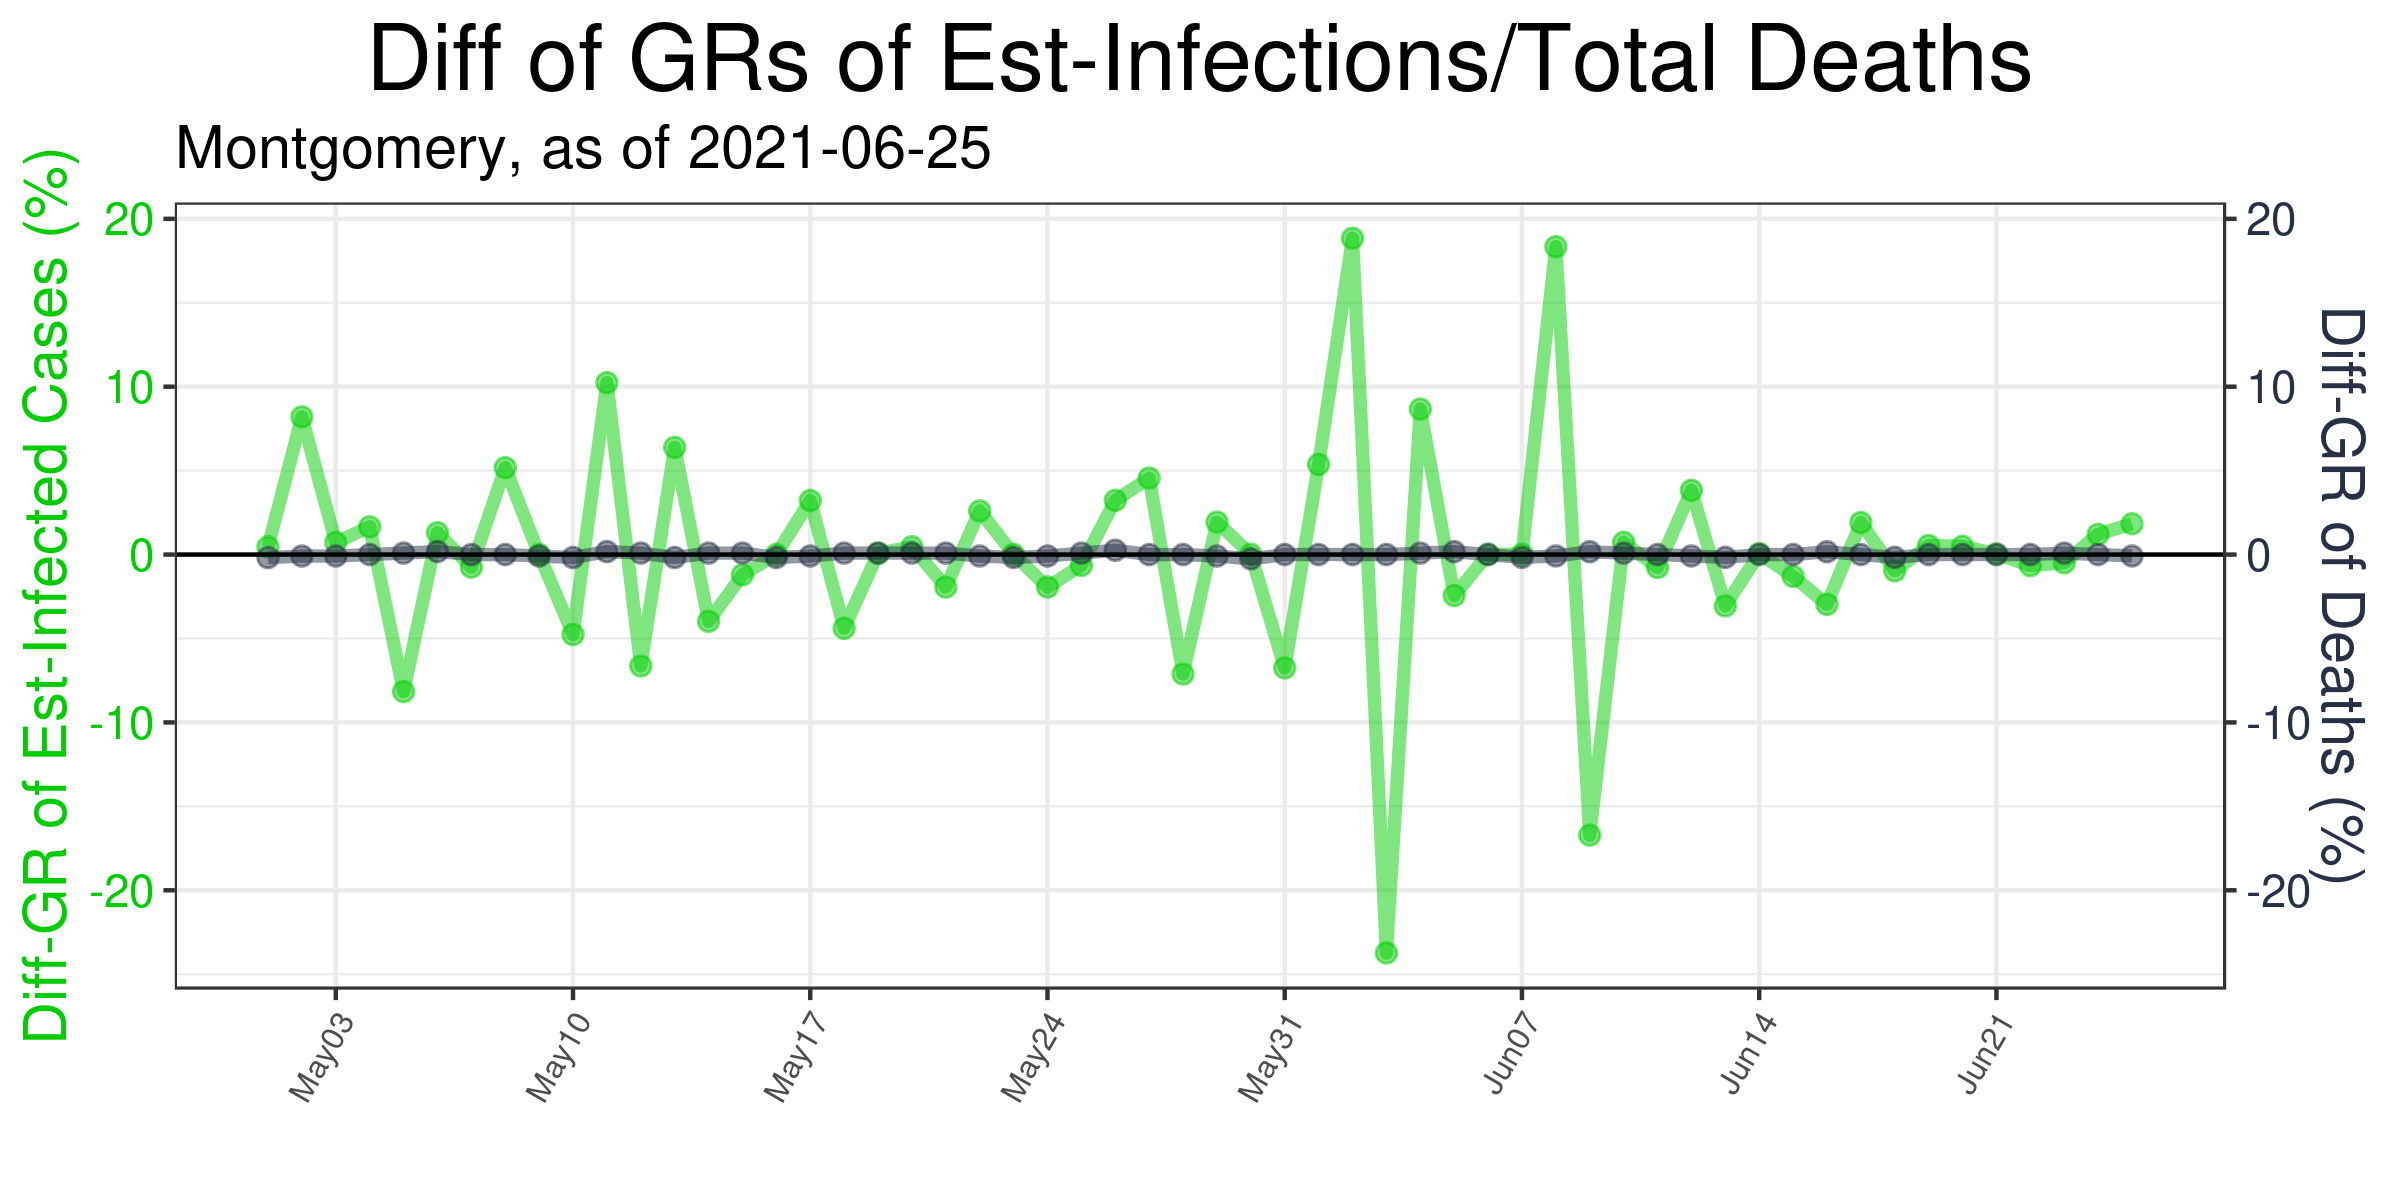 Diff of GRs of Est-Infections/Total Deaths
Montgomery, as of 2021-06-25
Diff-GR of Est-Infected Cases (%)
20
10
0
-10
-20
20
10
0
-10
-20
Diff-GR of Deaths (%)
May03
May10
May17
May24
May31
Jun07
Jun14
Jun21